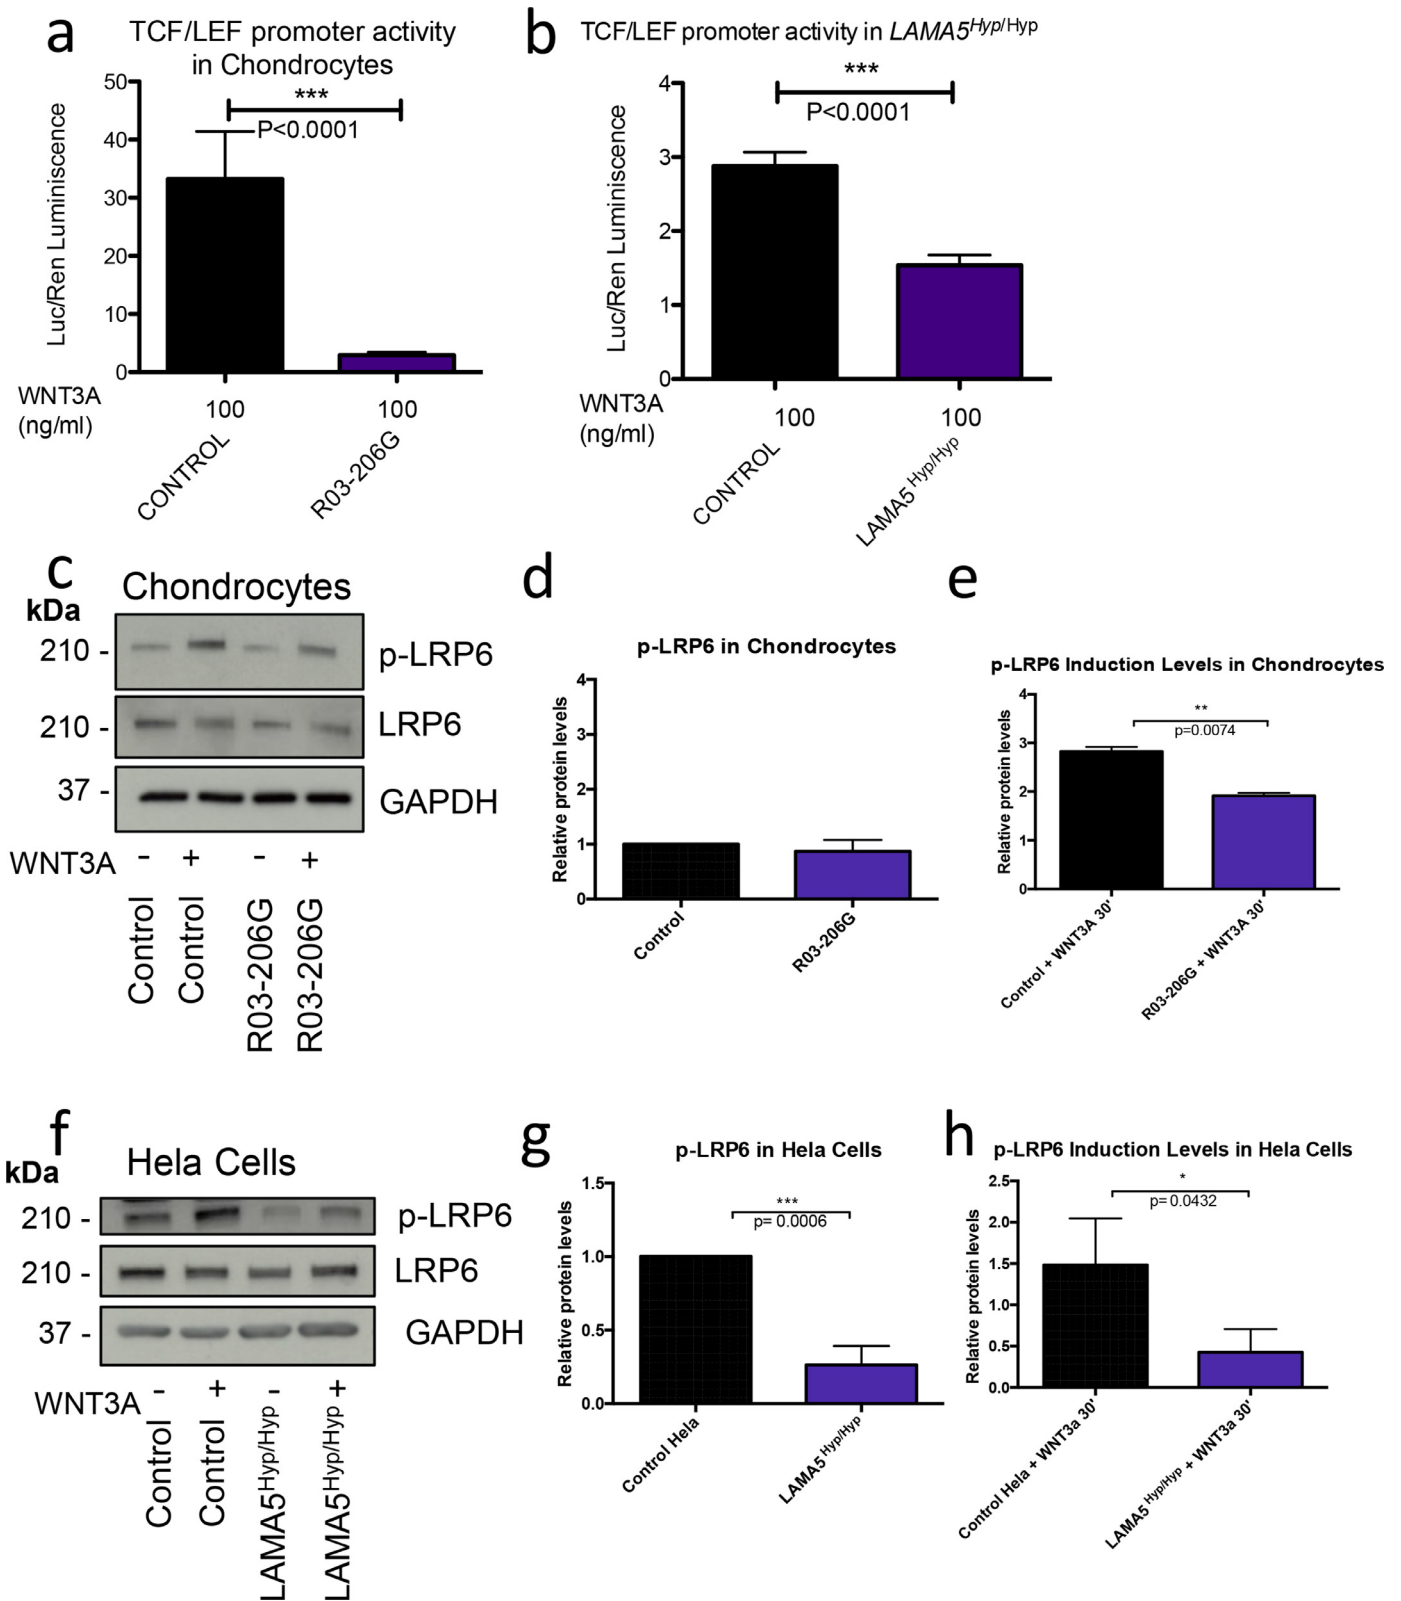 a
TCF/LEF promoter activity
in Chondrocytes
***
P<0.0001
Luc/Ren Luminiscence
50
40
30
20
10
0
WNT3A
(ng/ml)
100
100
CONTROL
R03-206G
b
TCF/LEF promoter activity in LAMA5Hyp/Hyp
***
P<0.0001
Luc/Ren Luminiscence
4
3
2
1
0
WNT3A
(ng/ml)
100
100
CONTROL
LAMA5 Hyp/Hyp
c
Chondrocytes
kDa
210 -
p-LRP6
210 -
LRP6
37 -
GAPDH
WNT3A
- + - +
Control
Control
R03-206G
R03-206G
d
p-LRP6 in Chondrocytes
Relative protein levels
4
3
2
1
0
Control
R03-206G
e
p-LRP6 Induction Levels in Chondrocytes
**
p=0.0074
Relative protein levels
4
3
2
1
0
Control + WNT3A 30'
R03-206G + WNT3A 30'
f
Hela Cells
kDa
210 -
p-LRP6
210 -
LRP6
37 -
GAPDH
WNT3A
- + - +
Control
Control
LAMA5Hyp/Hyp
LAMA5Hyp/Hyp
g
p-LRP6 in Hela Cells
***
p= 0.0006
Relative protein levels
1.5
1.0
0.5
0.0
Control Hela
LAMA5 Hyp/Hyp
h
p-LRP6 Induction Levels in Hela Cells
*
p= 0.0432
Relative protein levels
2.5
2.0
1.5
1.0
0.5
0.0
Control Hela + WNT3a 30'
LAMA5 Hyp/Hyp + WNT3a 30'